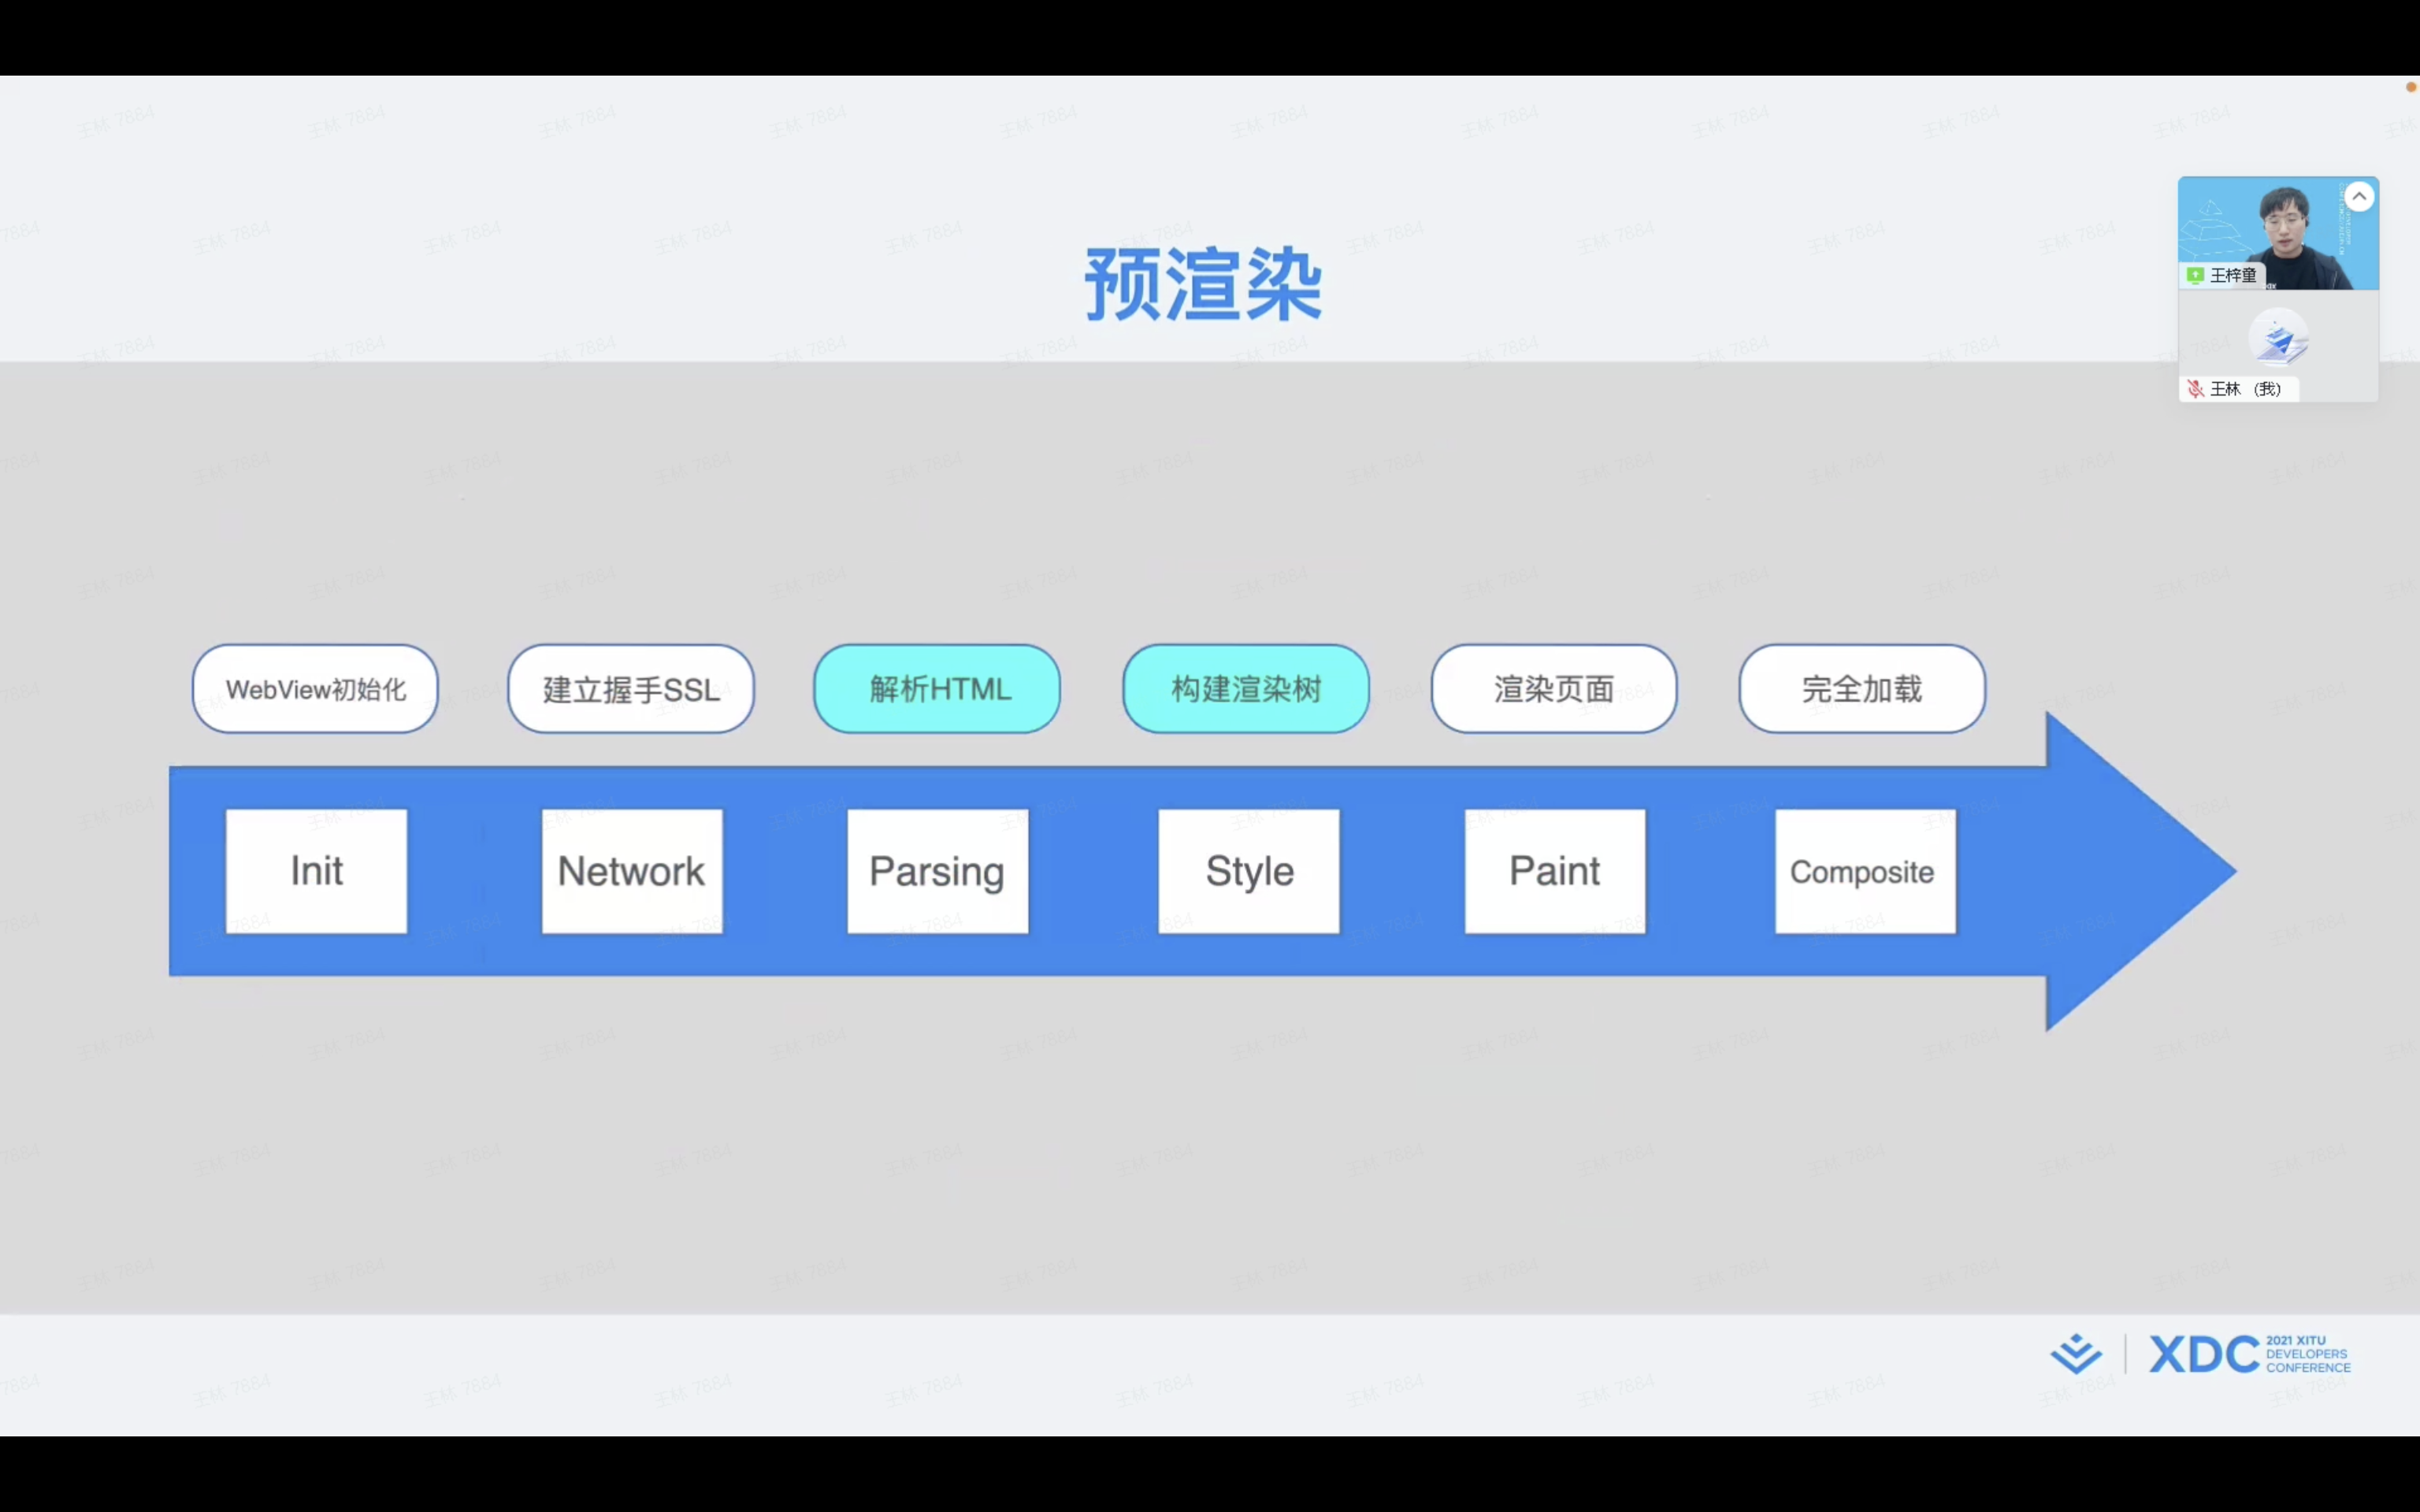 预渲染
王梓童
王林 (我)
WebView初始化
建立握手SSL
解析HTML
构建渲染树
渲染页面
完全加载
Init
Network
Parsing
Style
Paint
Composite
XDC
2021 XITU
DEVELOPERS
CONFERENCE
王林 7884